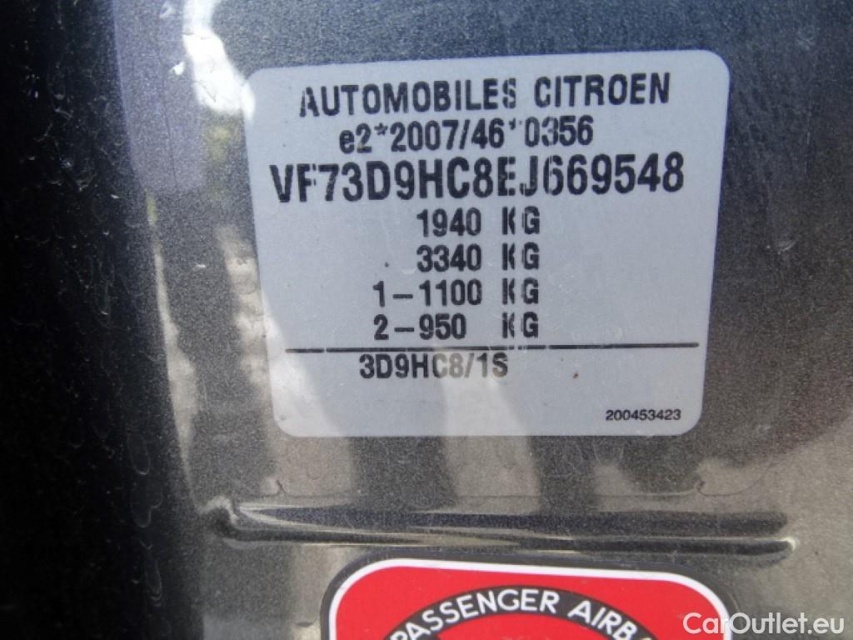 AUTOMOBILES CITROEN
e2*2007/46*0356
VF73D9HC8EJ669548
1940 KG
3340 KG
1-1100 KG
2-950 KG
3D9HC8/1S
200453423
PASSENGER
CarOutlet.eu